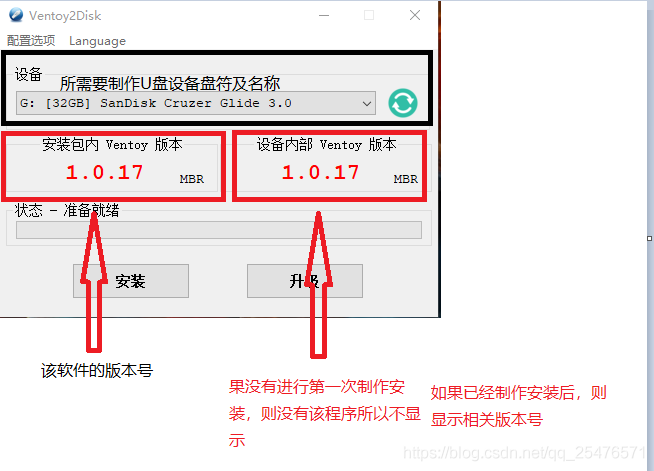 Ventoy2Disk
配置选项 Language
设备
所需要制作U盘设备盘符及名称
G: [32GB] SanDisk Cruzer Glide 3.0
安装包内 Ventoy 版本
设备内部 Ventoy 版本
1.0.17 MBR
1.0.17 MBR
状态 - 准备就绪
安装
升级
该软件的版本号
果没有进行第一次制作安
装，则没有该程序所以不显
示
如果已经制作安装后，则
显示相关版本号
https://blog.csdn.net/qq_25476571